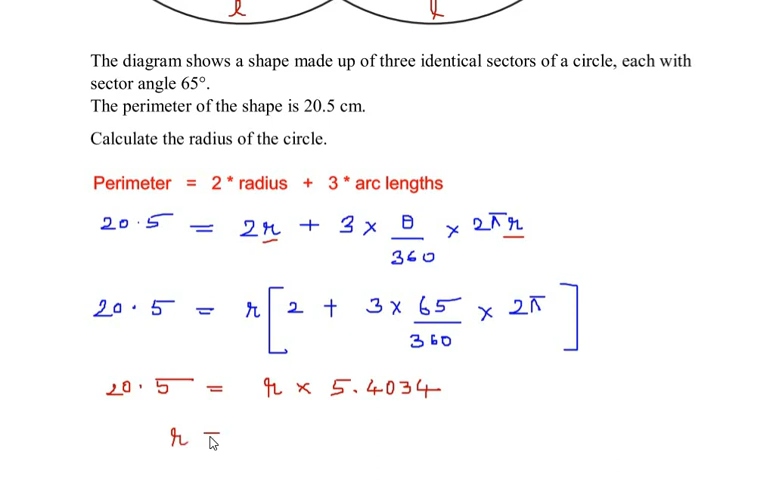 l l
The diagram shows a shape made up of three identical sectors of a circle, each with
sector angle 65°.
The perimeter of the shape is 20.5 cm.
Calculate the radius of the circle.
Perimeter = 2 * radius + 3 * arc lengths
20.5 = 2r + 3 × θ/360 × 2πr
20.5 = r[2 + 3 × 65/360 × 2π]
20.5 = r × 5.4034
r =